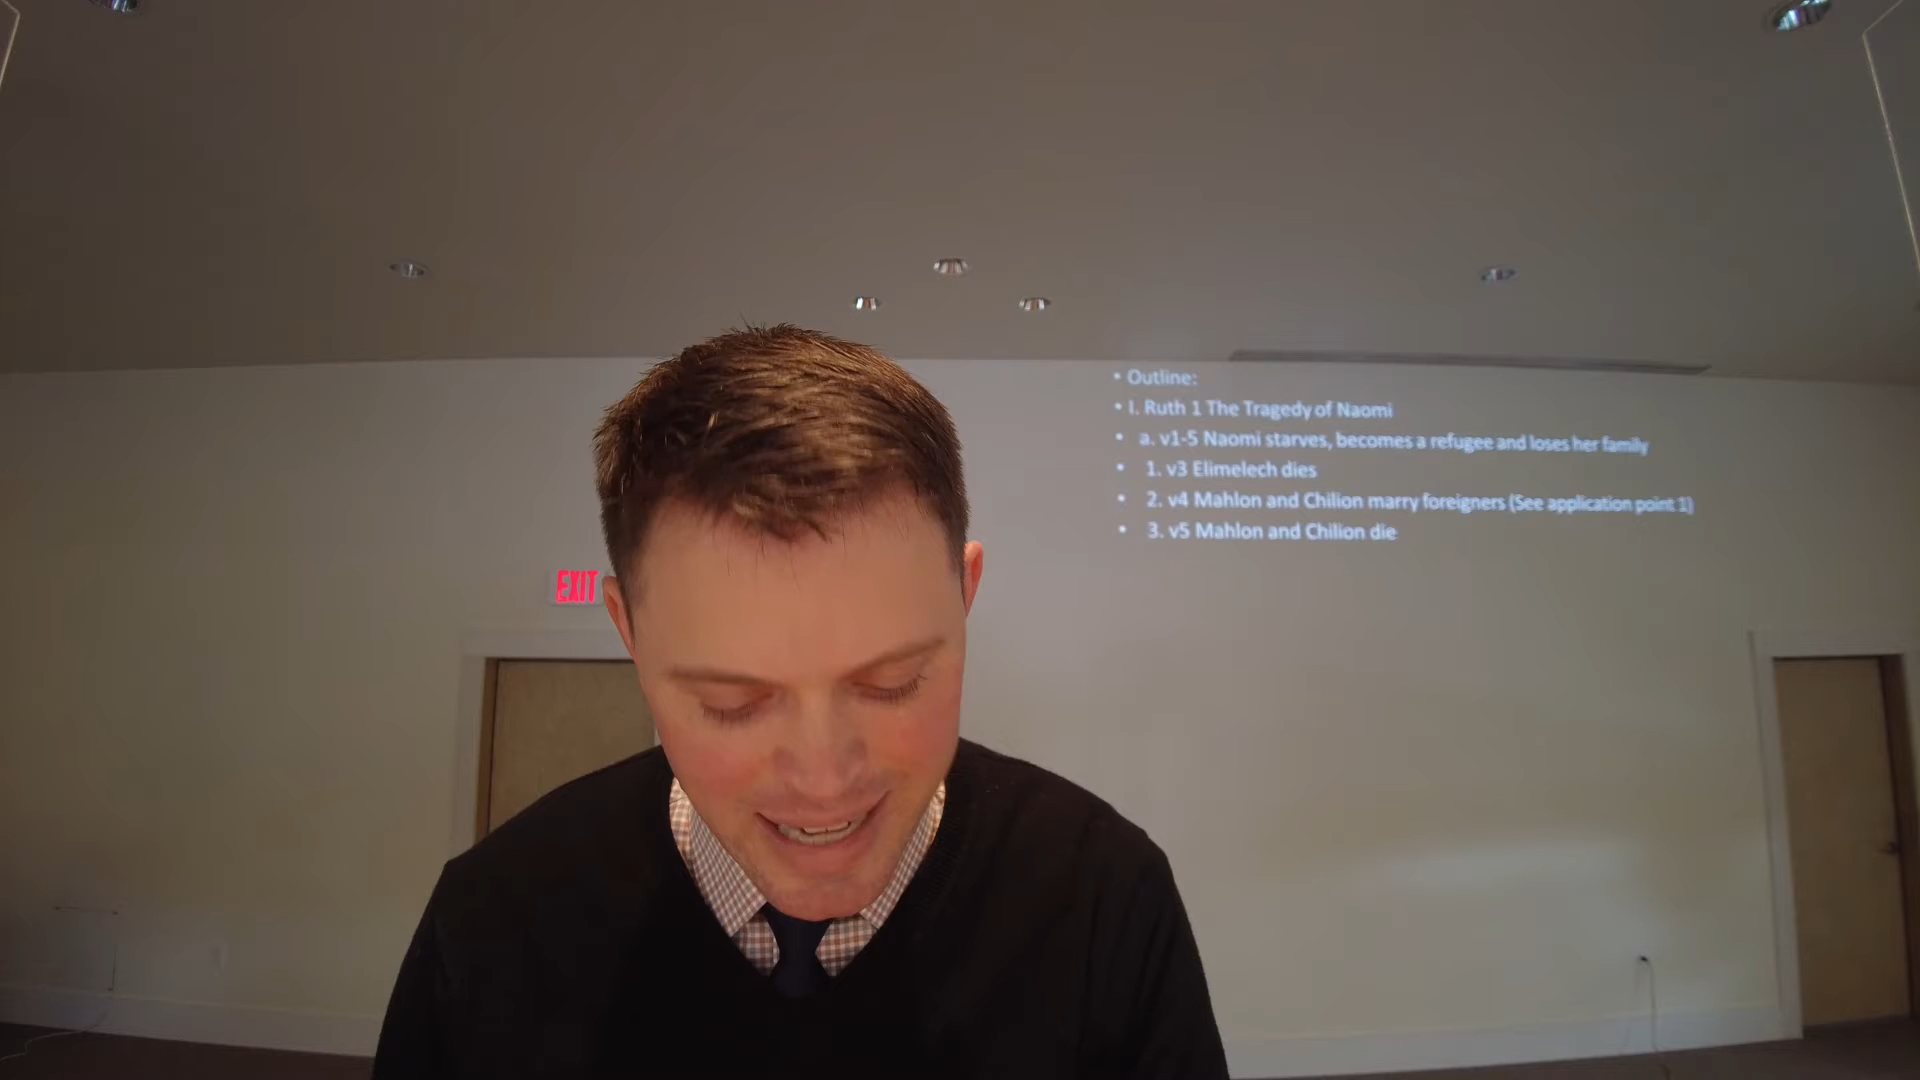 • Outline:
• I. Ruth 1 The Tragedy of Naomi
• a. v1-5 Naomi starves, becomes a refugee and loses her family
• 1. v3 Elimelech dies
• 2. v4 Mahlon and Chilion marry foreigners (See application point 1)
• 3. v5 Mahlon and Chilion die
EXIT